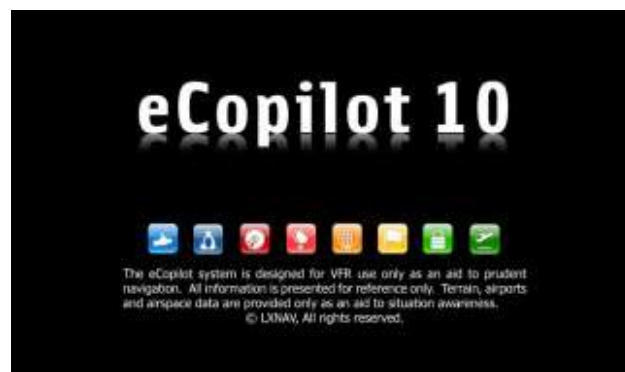 eCopilot 10
The eCopilot system is designed for VFR use only as an aid to prudent
navigation. All information is presented for reference only. Terrain, airports
and airspace data are provided only as an aid to situation awareness.
© LXNAV, All rights reserved.